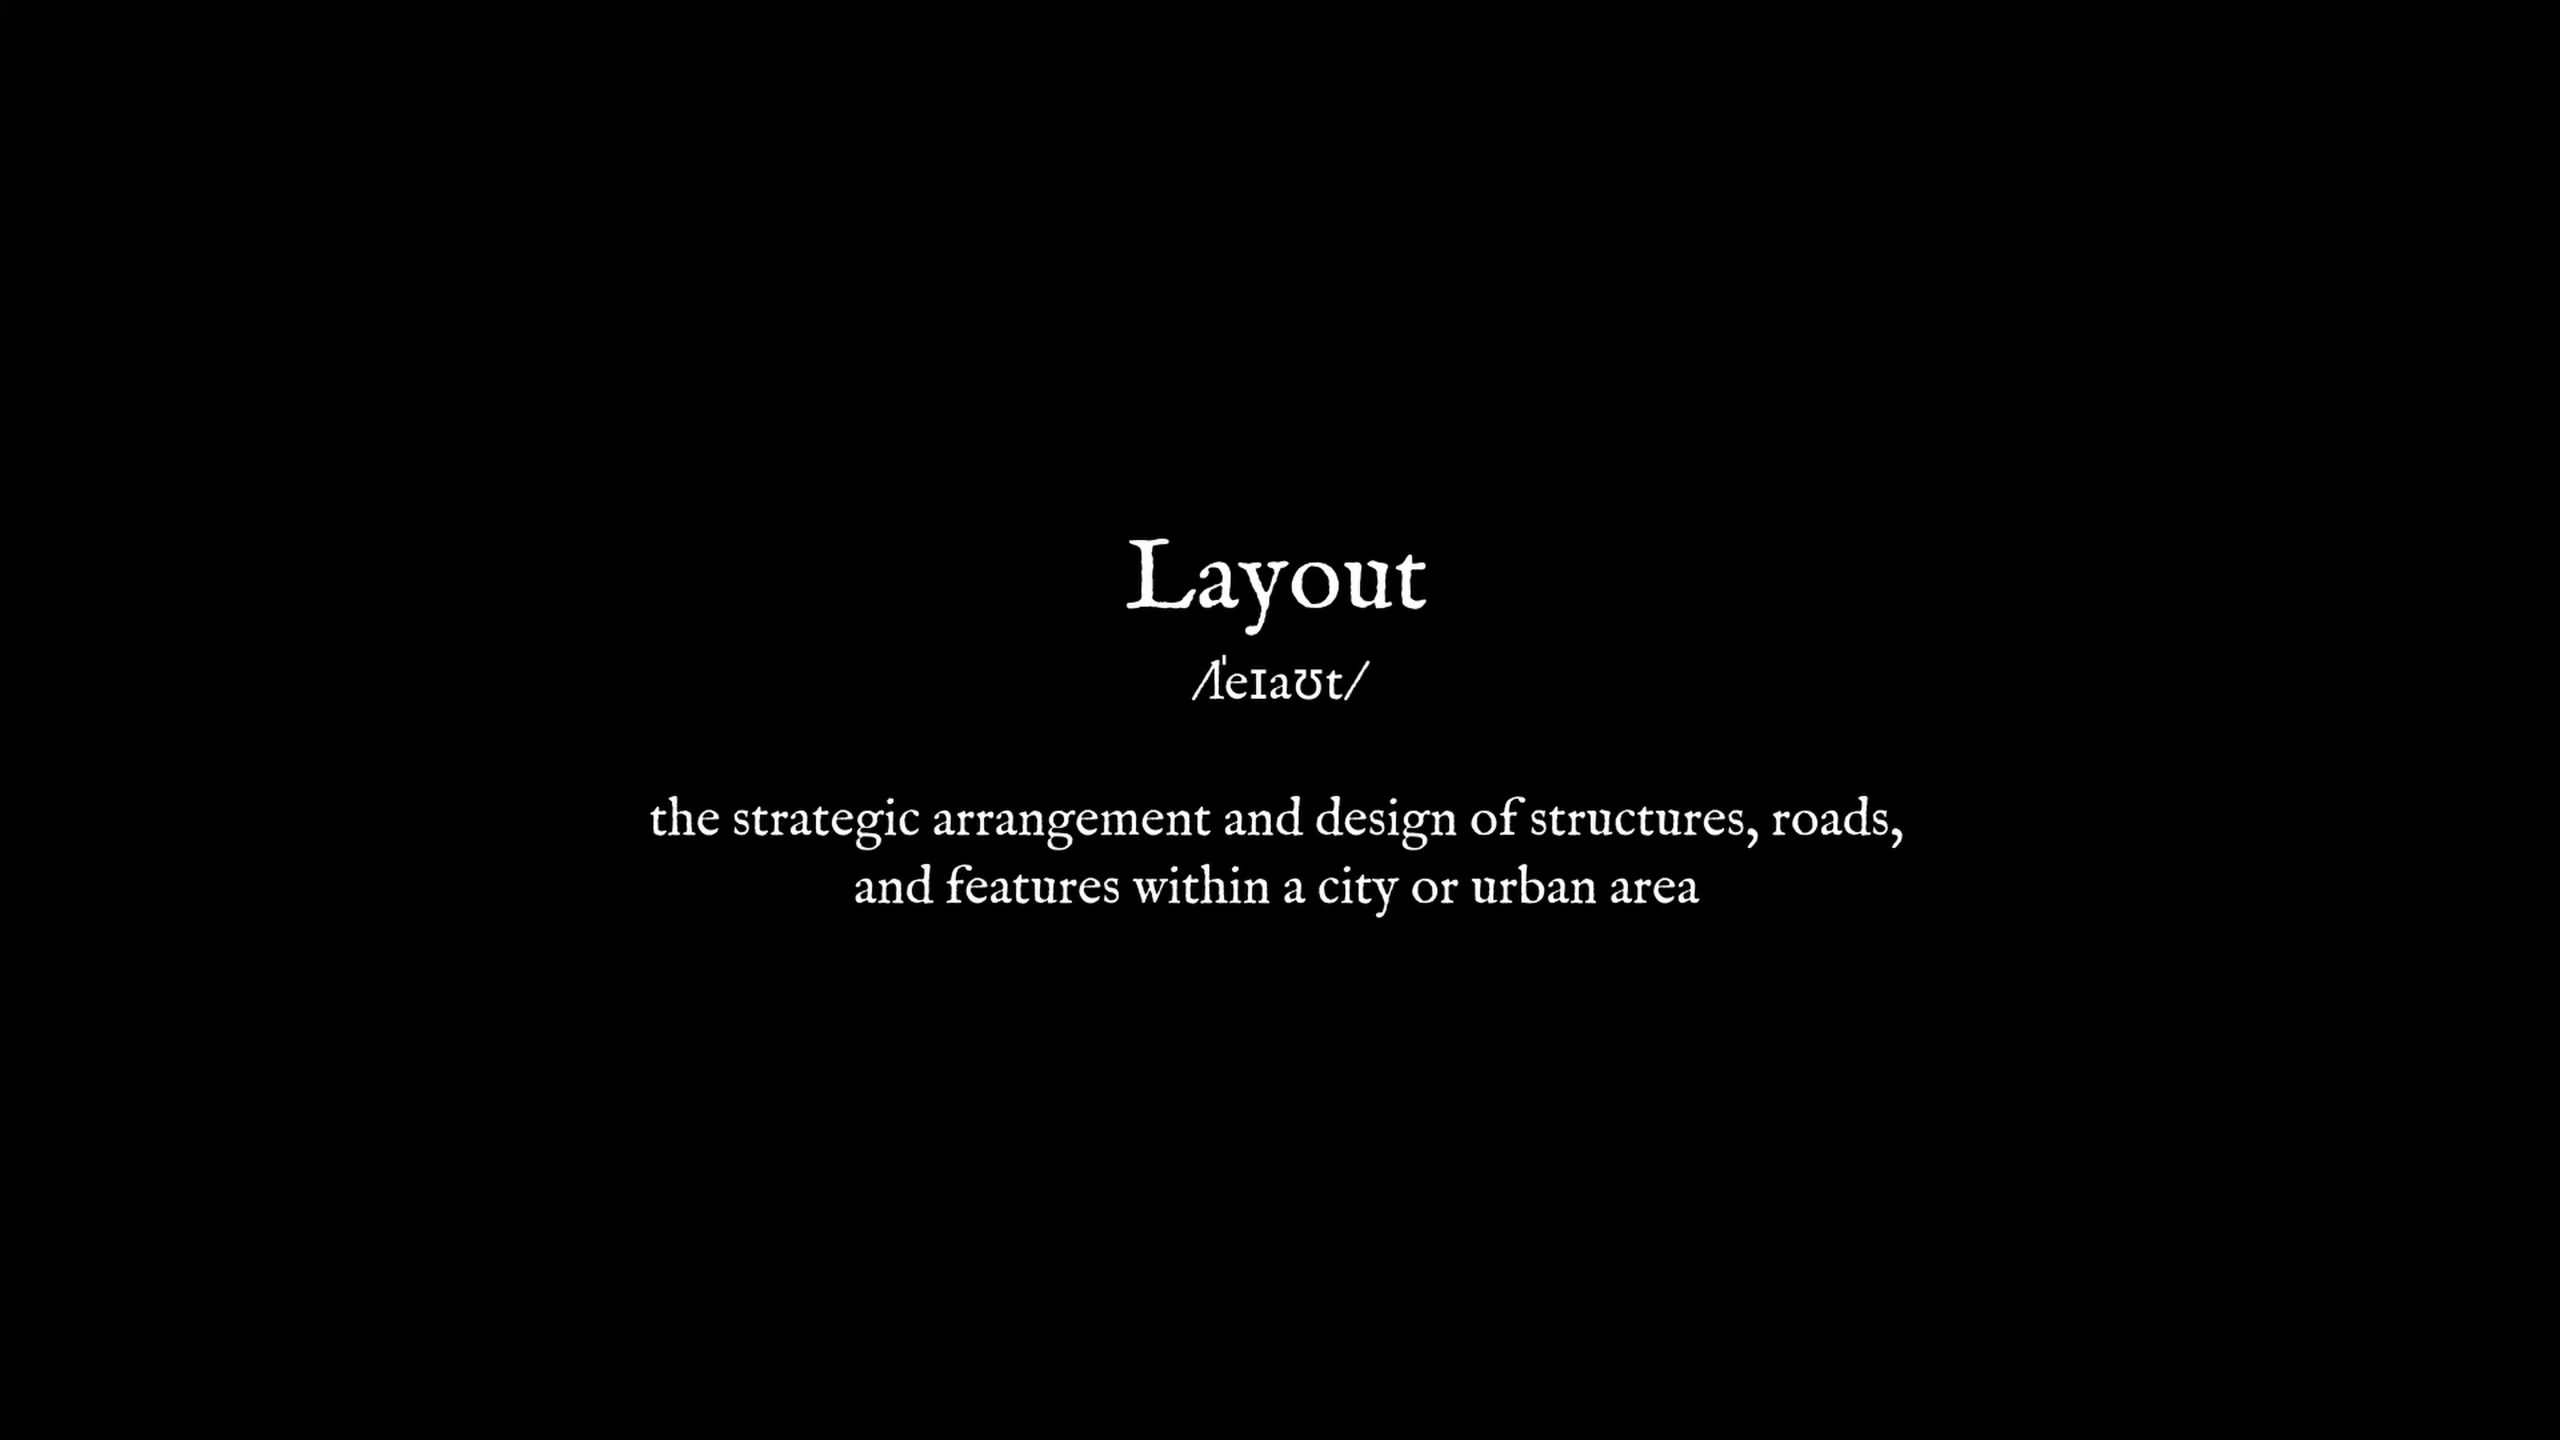 Layout
/ˈleɪaʊt/
the strategic arrangement and design of structures, roads,
and features within a city or urban area